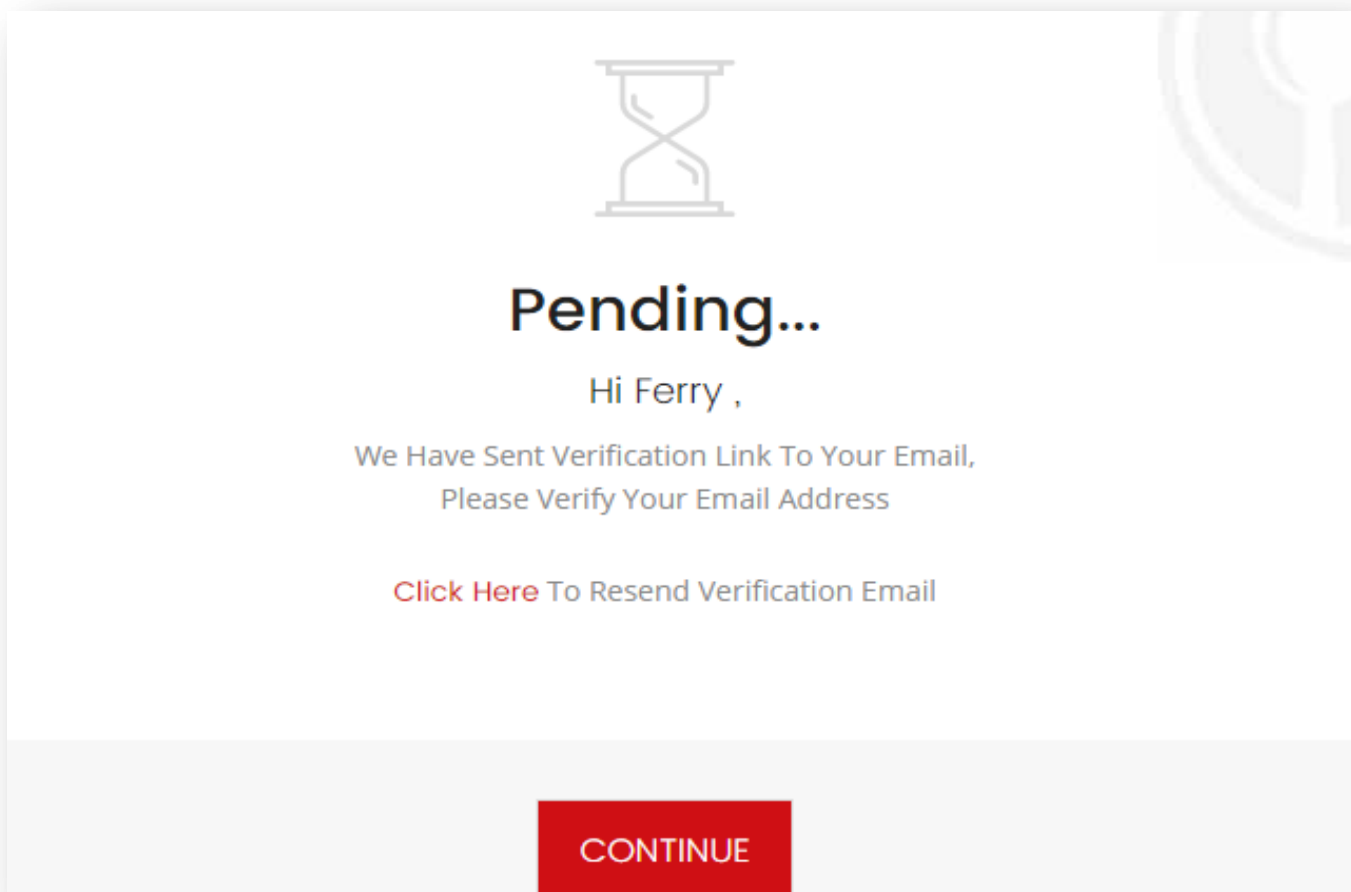 Pending...
Hi Ferry ,
We Have Sent Verification Link To Your Email,
Please Verify Your Email Address
Click Here To Resend Verification Email
CONTINUE